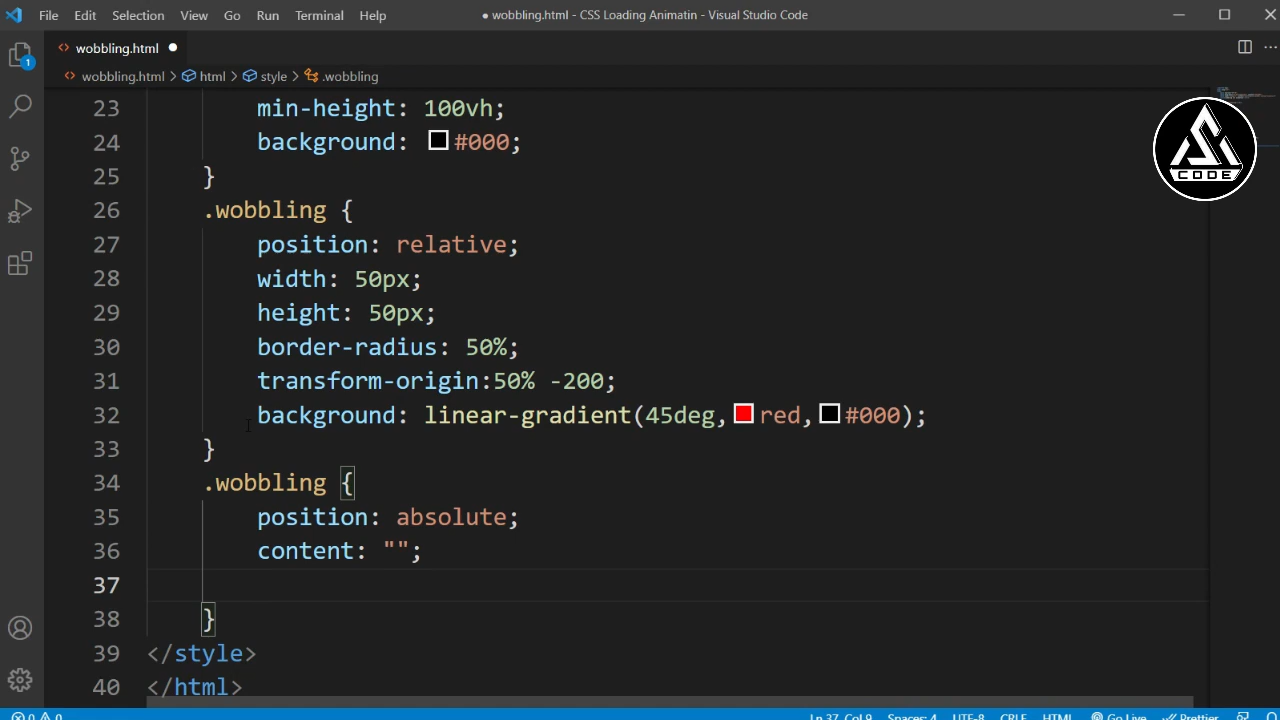 File Edit Selection View Go Run Terminal Help ● wobbling.html - CSS Loading Animatin - Visual Studio Code
wobbling.html ●
wobbling.html > html > style > .wobbling
23 min-height: 100vh;
24 background: #000;
25 }
26 .wobbling {
27 position: relative;
28 width: 50px;
29 height: 50px;
30 border-radius: 50%;
31 transform-origin:50% -200;
32 background: linear-gradient(45deg,red,#000);
33 }
34 .wobbling {
35 position: absolute;
36 content: "";
37
38 }
39 </style>
40 </html>
1
CODE
0 0 Ln 37, Col 9 Spaces: 4 UTF-8 CRLF HTML Go Live Prettier